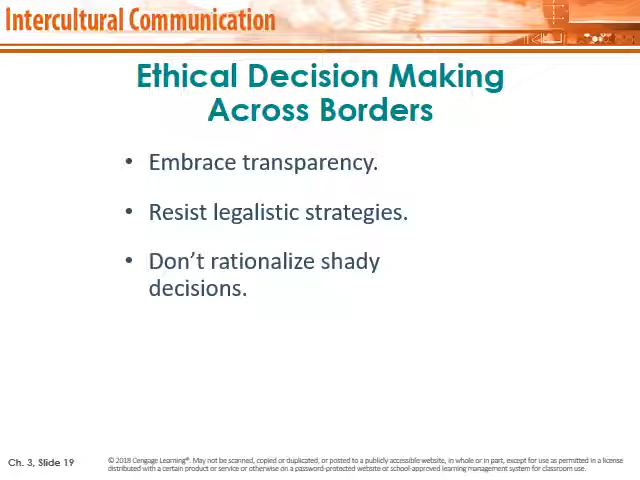 Intercultural Communication
Ethical Decision Making
Across Borders
• Embrace transparency.
• Resist legalistic strategies.
• Don’t rationalize shady
decisions.
Ch. 3, Slide 19
© 2018 Cengage Learning®. May not be scanned, copied or duplicated, or posted to a publicly accessible website, in whole or in part, except for use as permitted in a license
distributed with a certain product or service or otherwise on a password-protected website or school-approved learning management system for classroom use.